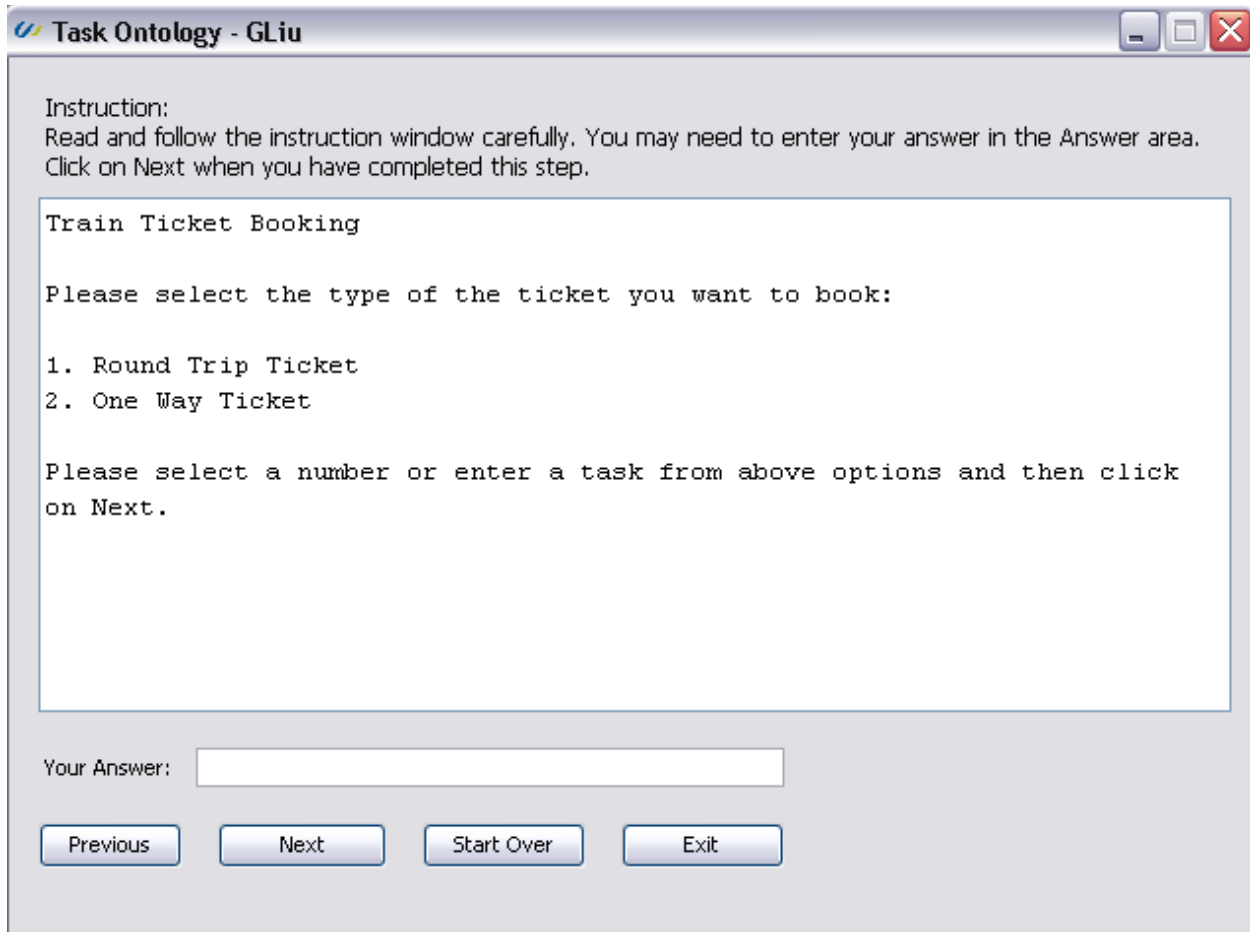 Task Ontology - GLiu
Instruction:
Read and follow the instruction window carefully. You may need to enter your answer in the Answer area.
Click on Next when you have completed this step.
Train Ticket Booking
Please select the type of the ticket you want to book:
1. Round Trip Ticket
2. One Way Ticket
Please select a number or enter a task from above options and then click
on Next.
Your Answer:
Previous Next Start Over Exit